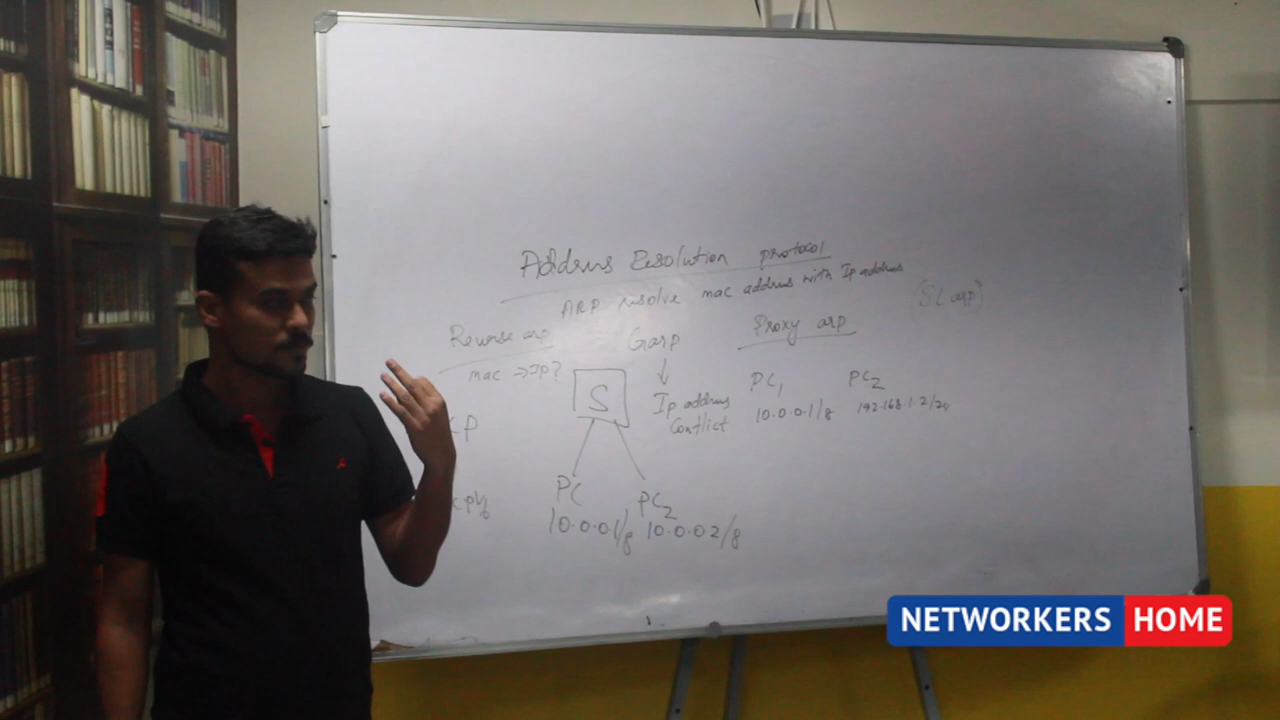 Address Resolution protocol
ARP resolve mac address with Ip address
(SL arp)
Reverse arp
mac → Ip?
Garp
Ip address
Conflict
Proxy arp
PC1
10.0.0.1/8
PC2
192.168.1.2/24
S
PC
10.0.0.1/8
PC2
10.0.0.2/8
NETWORKERS HOME